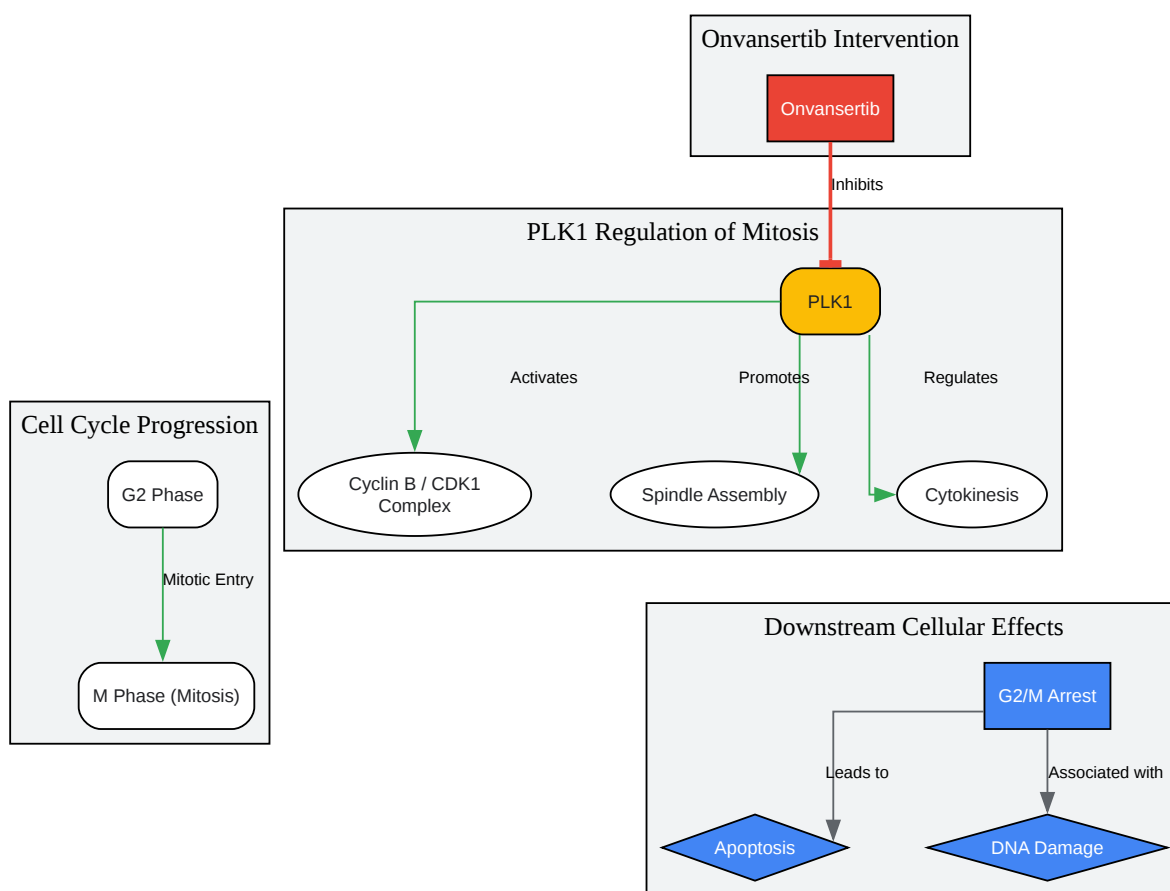 Onvansertib Intervention
Onvansertib
Inhibits
PLK1 Regulation of Mitosis
PLK1
Activates
Promotes
Regulates
Cyclin B / CDK1
Complex
Spindle Assembly
Cytokinesis
Cell Cycle Progression
G2 Phase
Mitotic Entry
M Phase (Mitosis)
Downstream Cellular Effects
G2/M Arrest
Leads to
Associated with
Apoptosis
DNA Damage